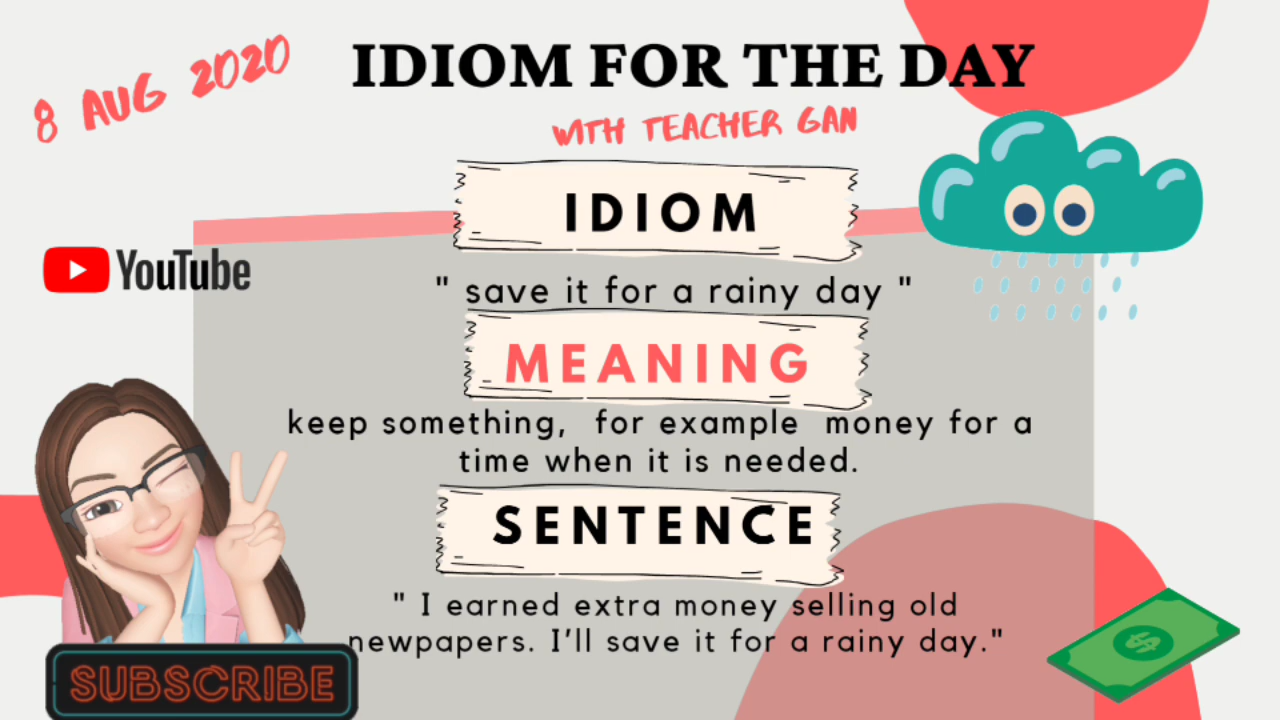 8 AUG 2020
IDIOM FOR THE DAY
WITH TEACHER GAN
IDIOM
YouTube
" save it for a rainy day "
MEANING
keep something, for example money for a
time when it is needed.
SENTENCE
" I earned extra money selling old
newpapers. I'll save it for a rainy day."
SUBSCRIBE